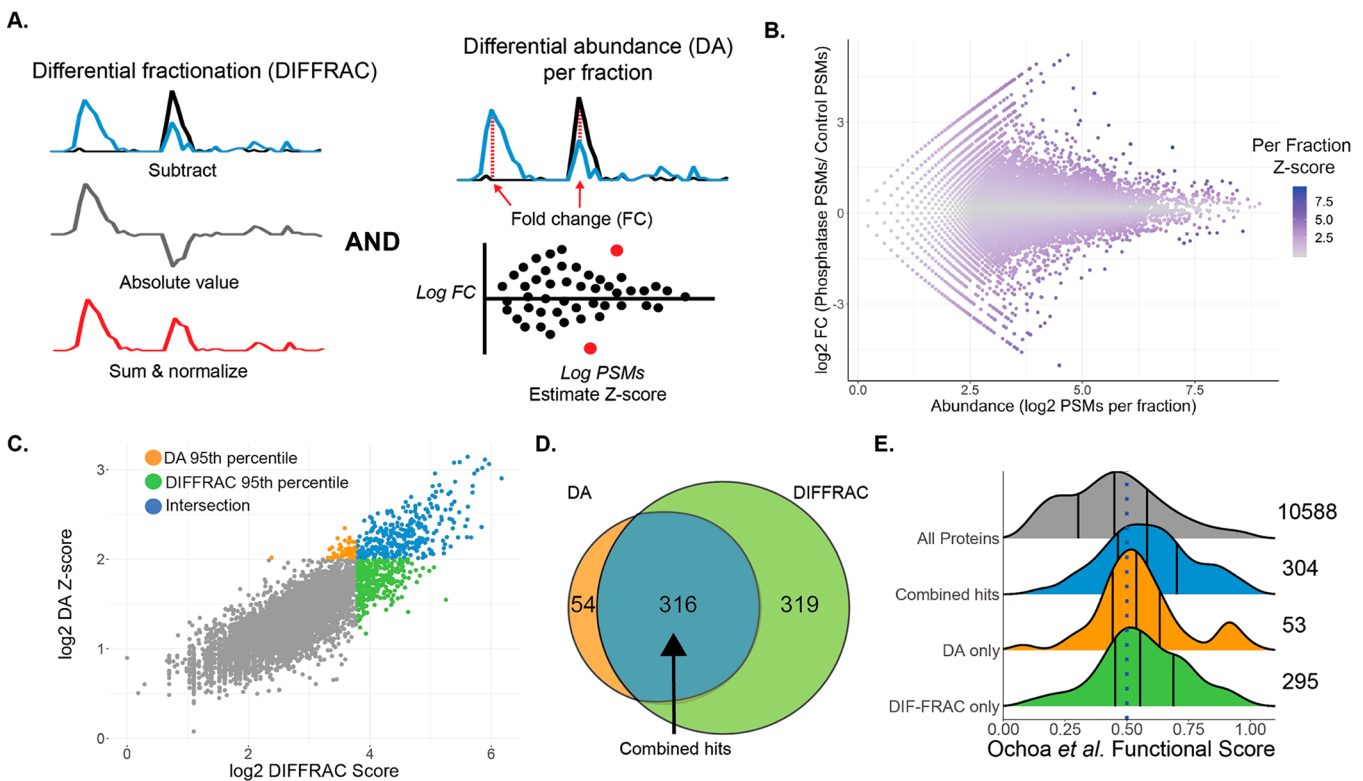 A.
Differential fractionation (DIFFRAC)
Subtract
Absolute value
Sum & normalize
AND
Differential abundance (DA)
per fraction
Fold change (FC)
Log FC
Log PSMs
Estimate Z-score
B.
log2 FC (Phosphatase PSMs/ Control PSMs)
3
0
-3
0.0
2.5
5.0
7.5
Abundance (log2 PSMs per fraction)
Per Fraction
Z-score
7.5
5.0
2.5
C.
DA 95th percentile
DIFFRAC 95th percentile
Intersection
log2 DA Z-score
3
2
1
0
0
2
4
6
log2 DIFFRAC Score
D.
DA
DIFFRAC
54
316
319
Combined hits
E.
All Proteins
10588
Combined hits
304
DA only
53
DIF-FRAC only
295
0.00
0.25
0.50
0.75
1.00
Ochoa et al. Functional Score